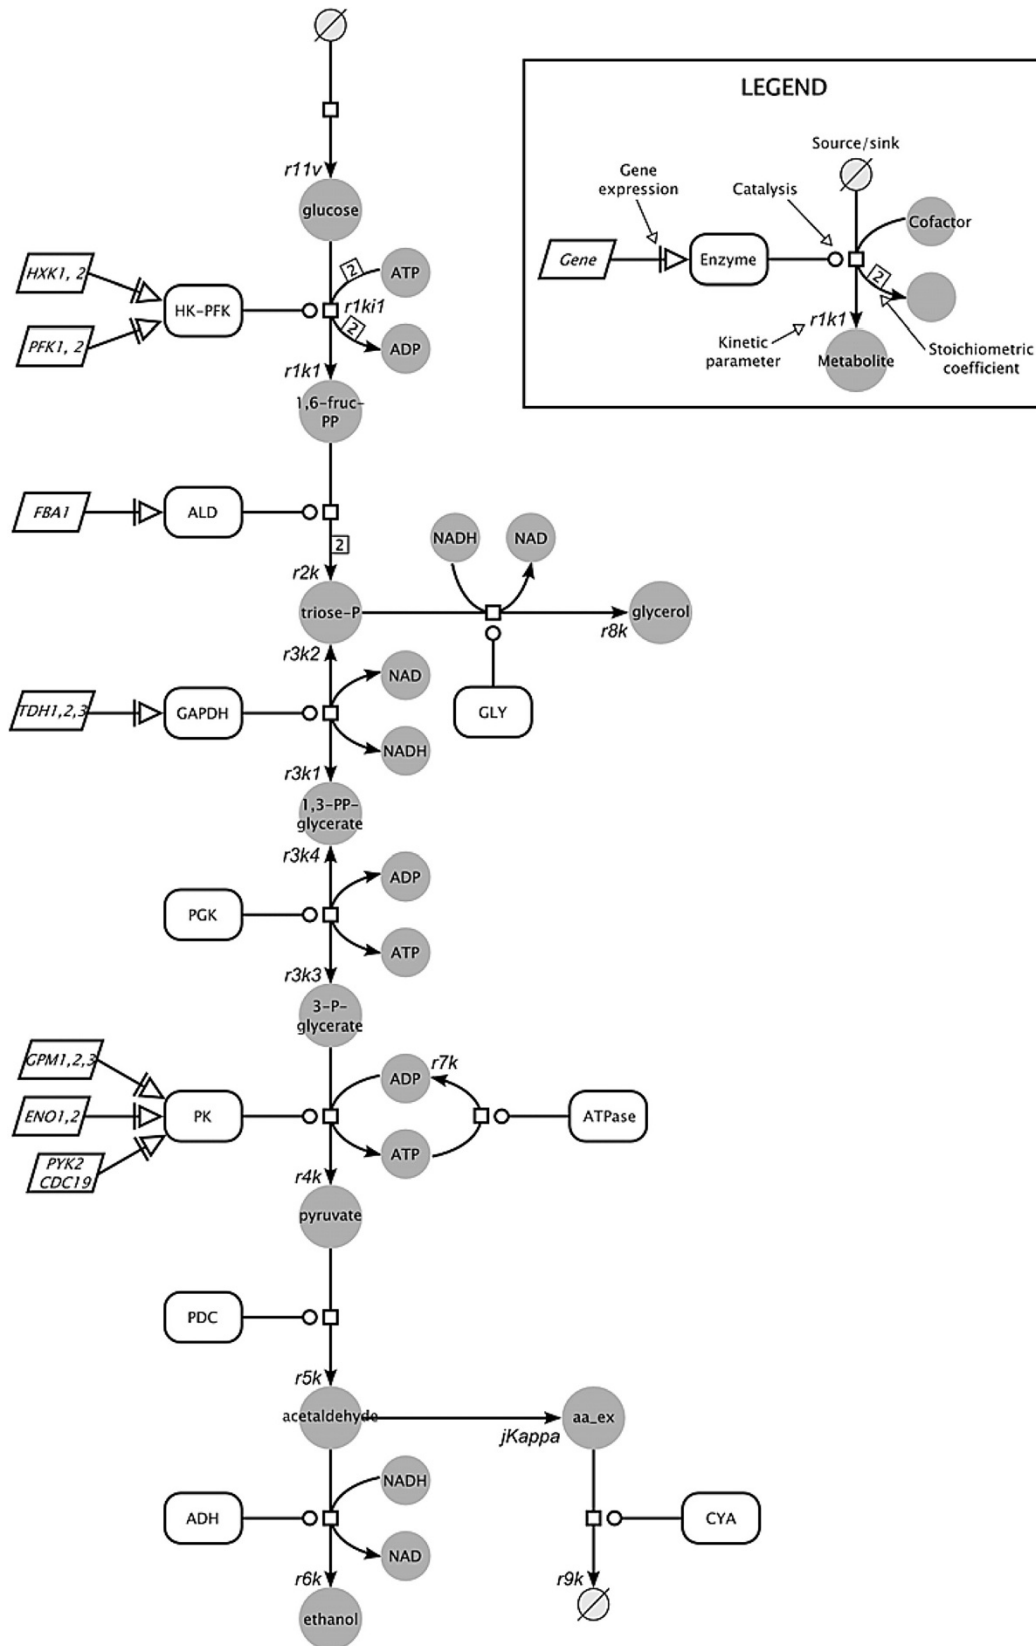 LEGEND
Source/sink
Gene
expression
Catalysis
Cofactor
Gene
Enzyme
2
r1k1
Kinetic
parameter
Metabolite
Stoichiometric
coefficient
r11v
glucose
HXK1, 2
PFK1, 2
HK-PFK
2
ATP
r1ki1
2
ADP
r1k1
1,6-fruc-
PP
FBA1
ALD
2
NADH
NAD
r2k
triose-P
glycerol
r8k
r3k2
GLY
TDH1,2,3
GAPDH
NAD
NADH
r3k1
1,3-PP-
glycerate
r3k4
PGK
ADP
ATP
r3k3
3-P-
glycerate
GPM1,2,3
ENO1,2
PYK2
CDC19
PK
ADP
r7k
ATP
ATPase
r4k
pyruvate
PDC
r5k
acetaldehyde
jKappa
aa_ex
ADH
NADH
NAD
CYA
r6k
r9k
ethanol